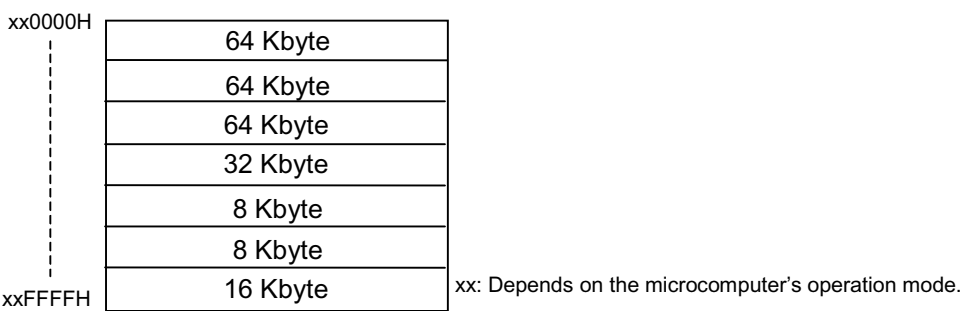 xx0000H
64 Kbyte
64 Kbyte
64 Kbyte
32 Kbyte
8 Kbyte
8 Kbyte
16 Kbyte
xxFFFFH
xx: Depends on the microcomputer’s operation mode.